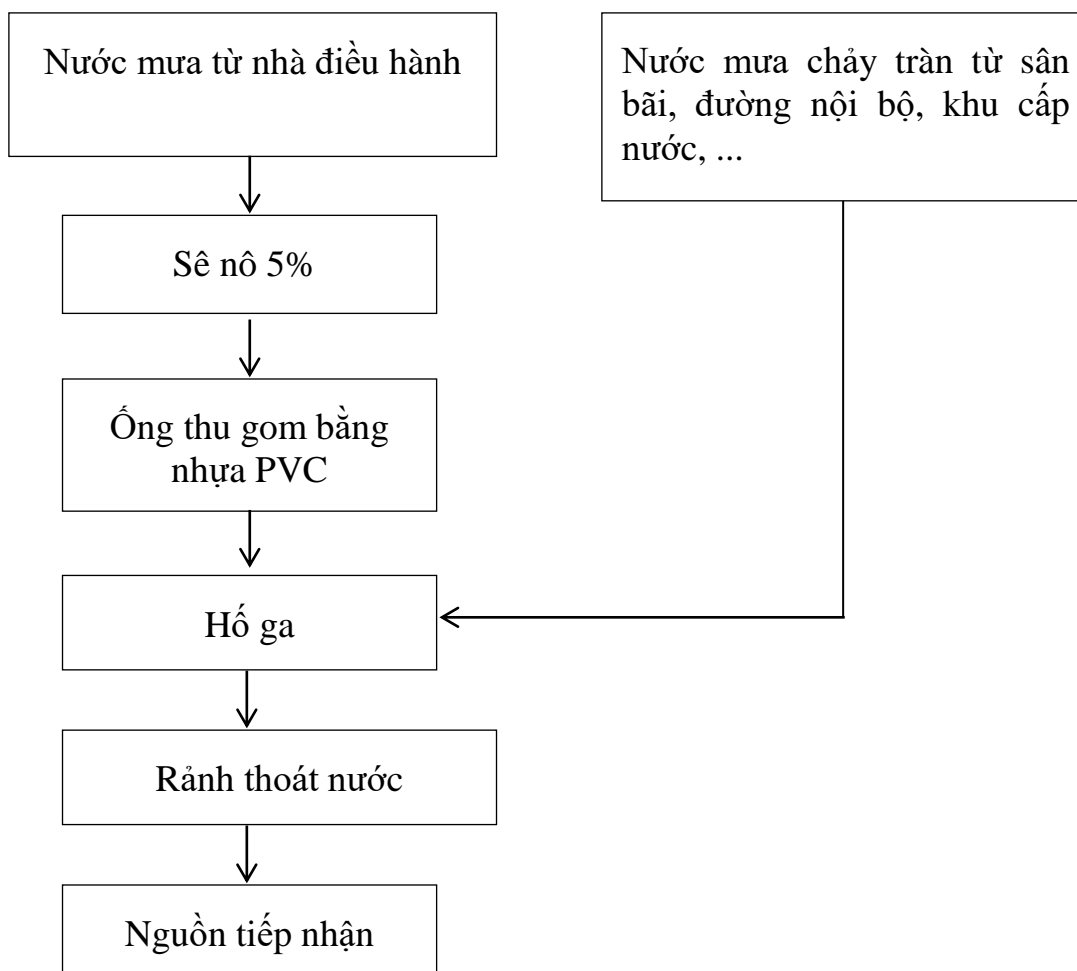 Nước mưa từ nhà điều hành
Nước mưa chảy tràn từ sân
bãi, đường nội bộ, khu cấp
nước, ...
Sê nô 5%
Ống thu gom bằng
nhựa PVC
Hố ga
Rảnh thoát nước
Nguồn tiếp nhận